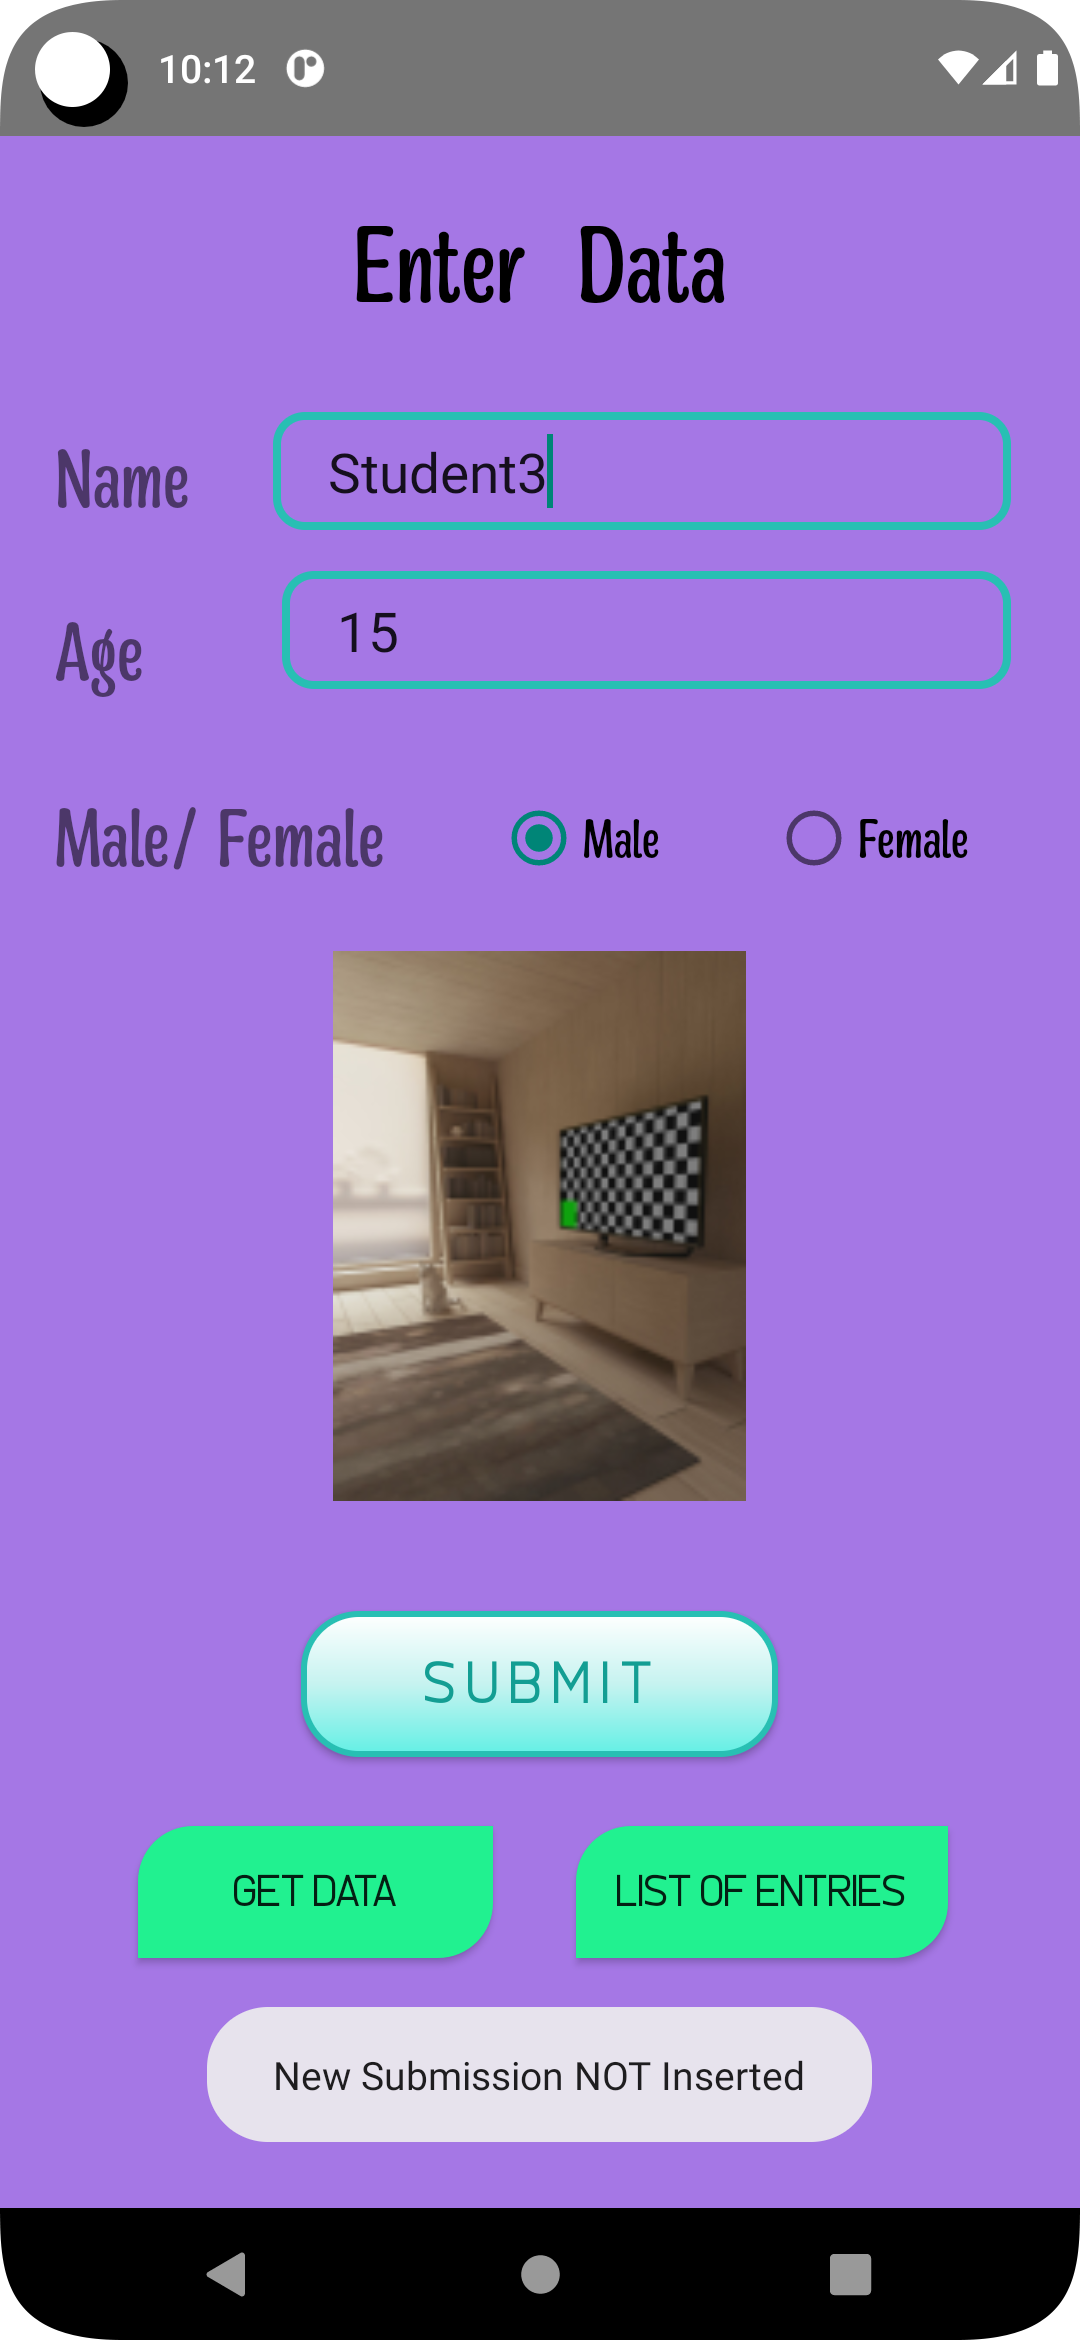 10:12
Enter Data
Name
Student3
Age
15
Male/ Female
Male
Female
SUBMIT
GET DATA
LIST OF ENTRIES
New Submission NOT Inserted